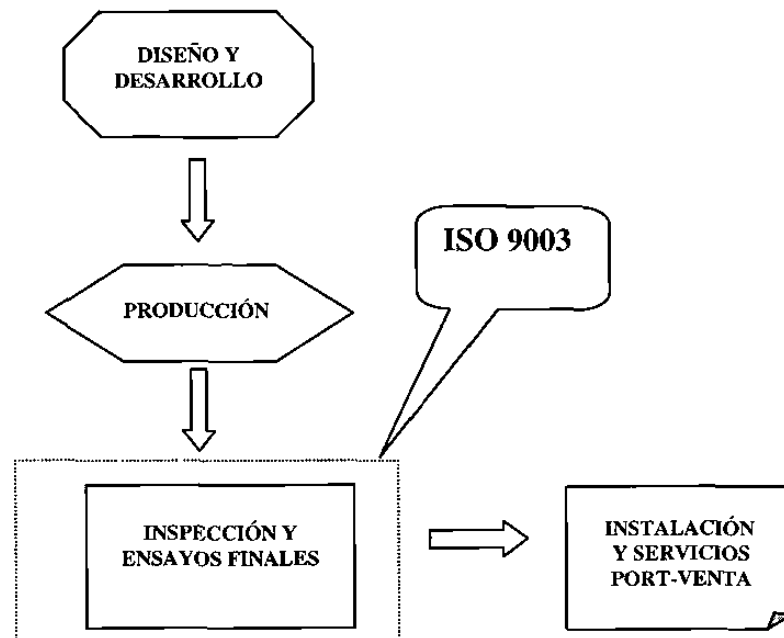 DISEÑO Y
DESARROLLO
ISO 9003
PRODUCCIÓN
INSPECCIÓN Y
ENSAYOS FINALES
INSTALACIÓN
Y SERVICIOS
PORT-VENTA